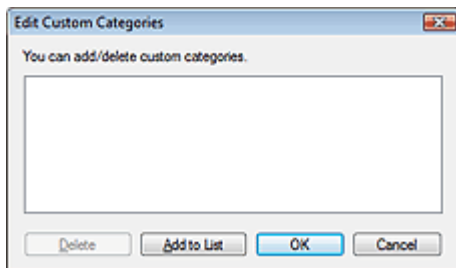 Edit Custom Categories
You can add/delete custom categories.
Delete Add to List OK Cancel